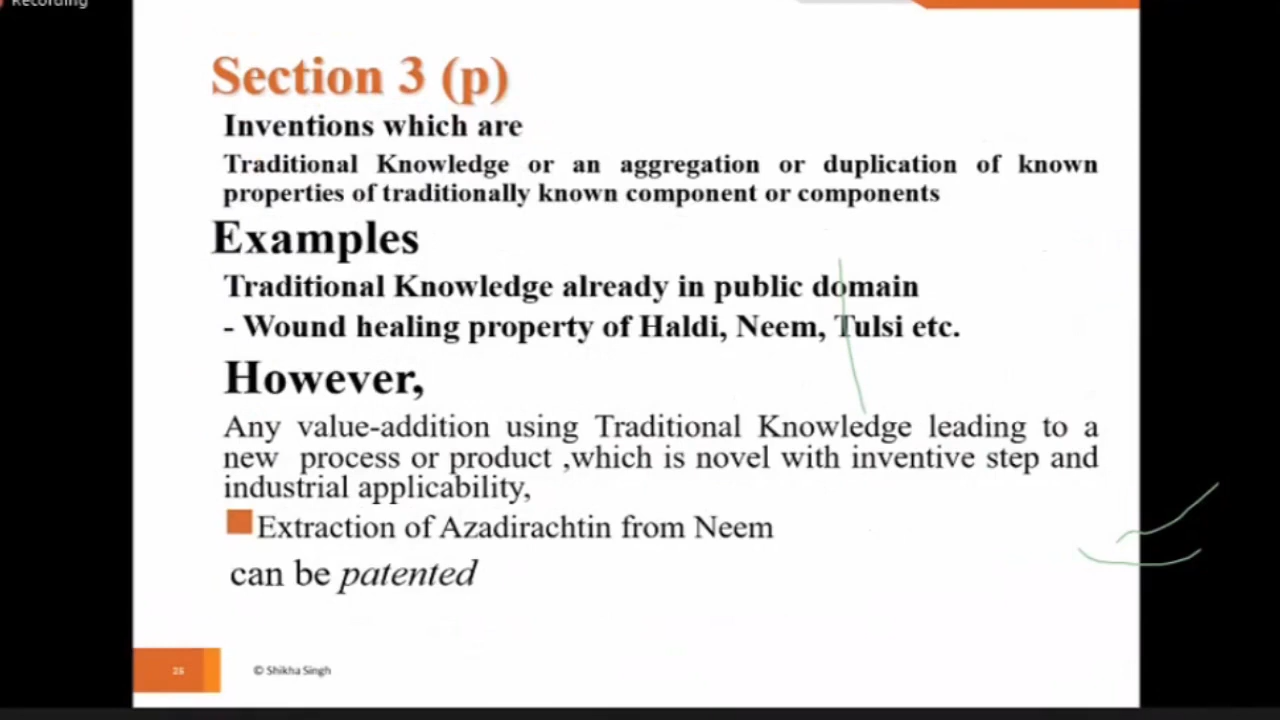 Recording
Section 3 (p)
Inventions which are
Traditional Knowledge or an aggregation or duplication of known
properties of traditionally known component or components
Examples
Traditional Knowledge already in public domain
- Wound healing property of Haldi, Neem, Tulsi etc.
However,
Any value-addition using Traditional Knowledge leading to a
new process or product ,which is novel with inventive step and
industrial applicability,
Extraction of Azadirachtin from Neem
can be patented
© Shikha Singh